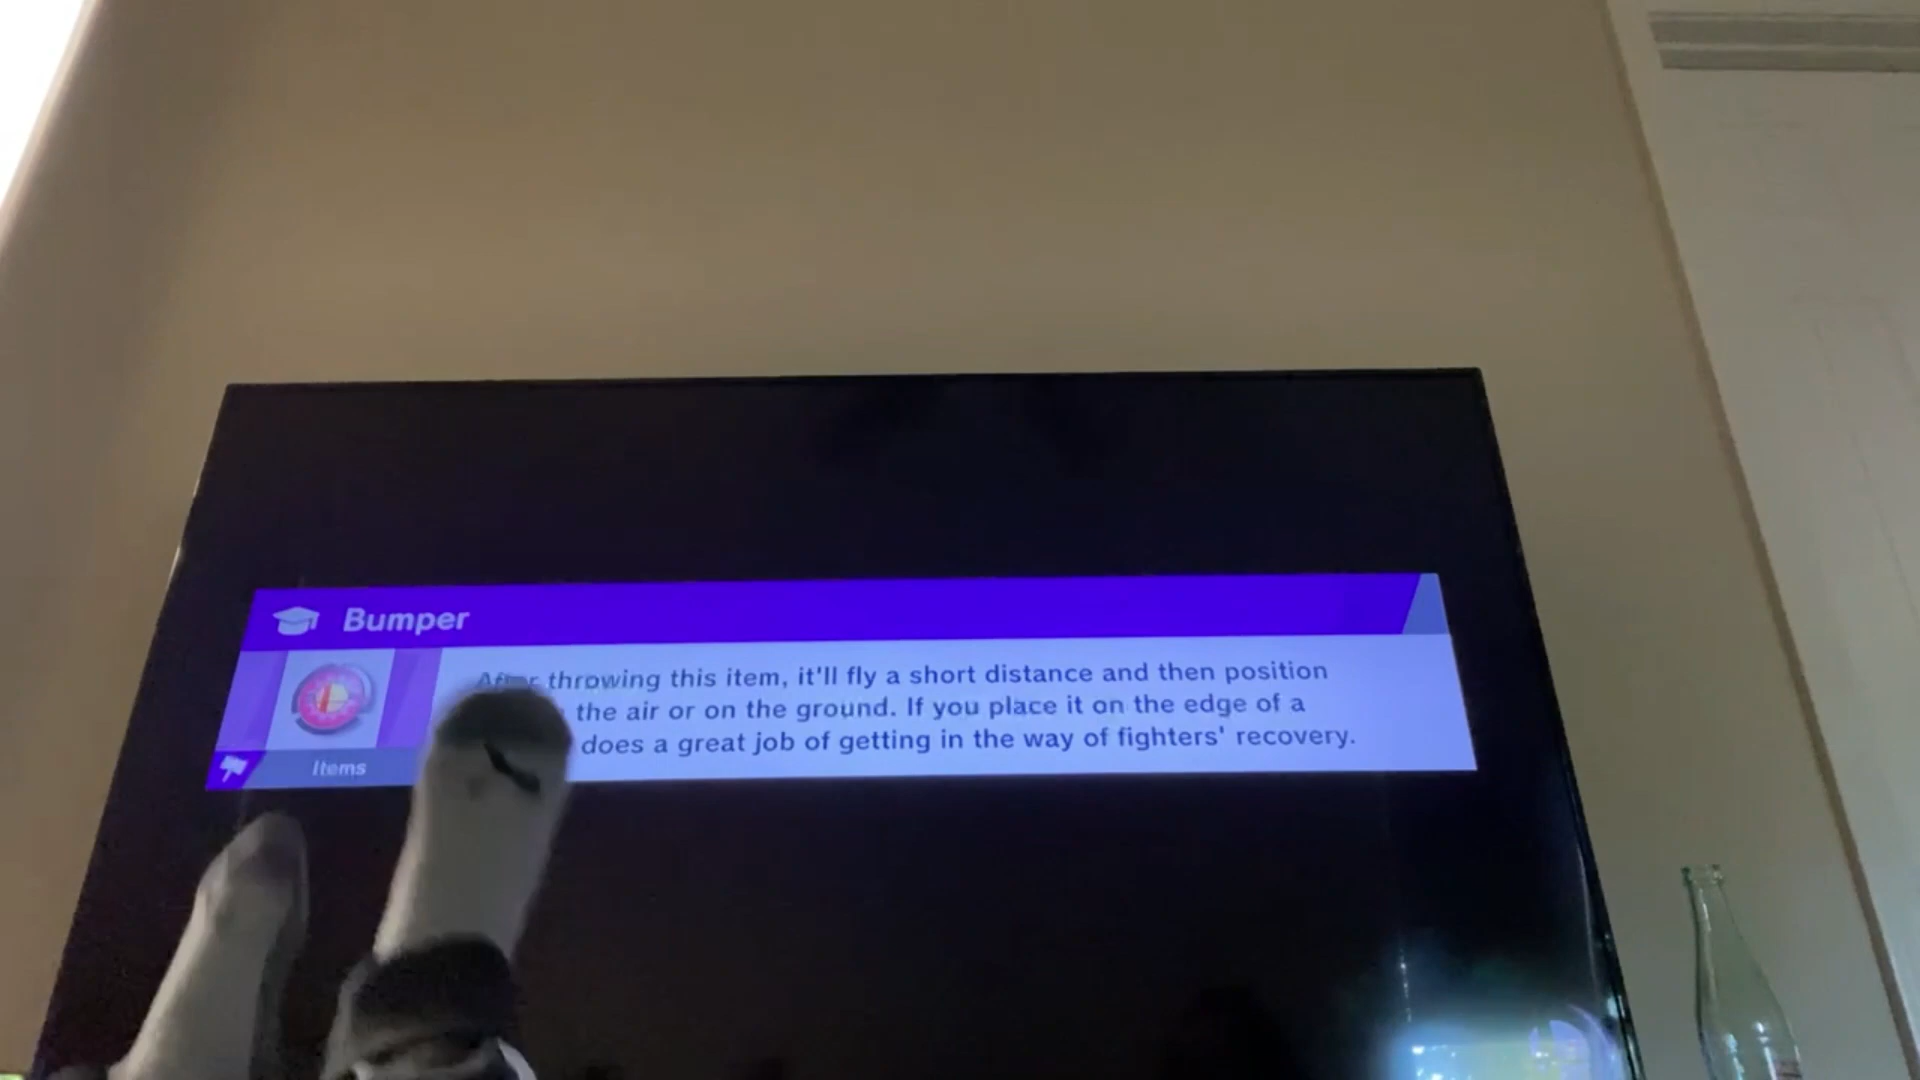 Bumper
After throwing this item, it'll fly a short distance and then position
the air or on the ground. If you place it on the edge of a
does a great job of getting in the way of fighters' recovery.
Items